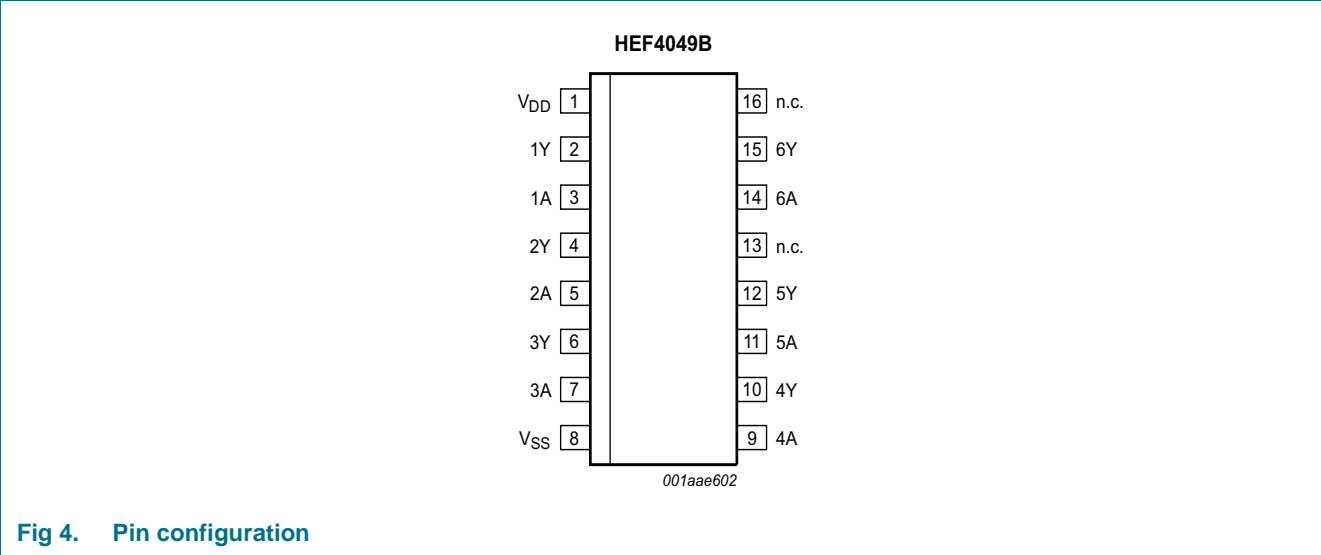 HEF4049B
VDD 1 16 n.c.
1Y 2 15 6Y
1A 3 14 6A
2Y 4 13 n.c.
2A 5 12 5Y
3Y 6 11 5A
3A 7 10 4Y
VSS 8 9 4A
001aae602
Fig 4. Pin configuration